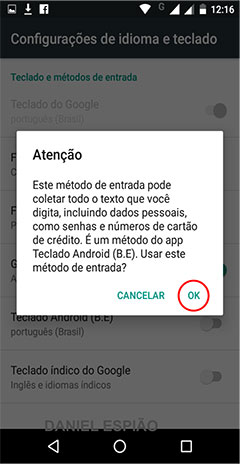 G
12:16
Configurações de idioma e teclado
Teclado e métodos de entrada
Teclado do Google
português (Brasil)
Atenção
Este método de entrada pode
coletar todo o texto que você
digita, incluindo dados pessoais,
como senhas e números de cartão
de crédito. É um método do app
Teclado Android (B.E). Usar este
método de entrada?
CANCELAR OK
Teclado Android (B.E)
português (Brasil)
Teclado índico do Google
Inglês e idiomas índicos
DANIEL ESPIÃO